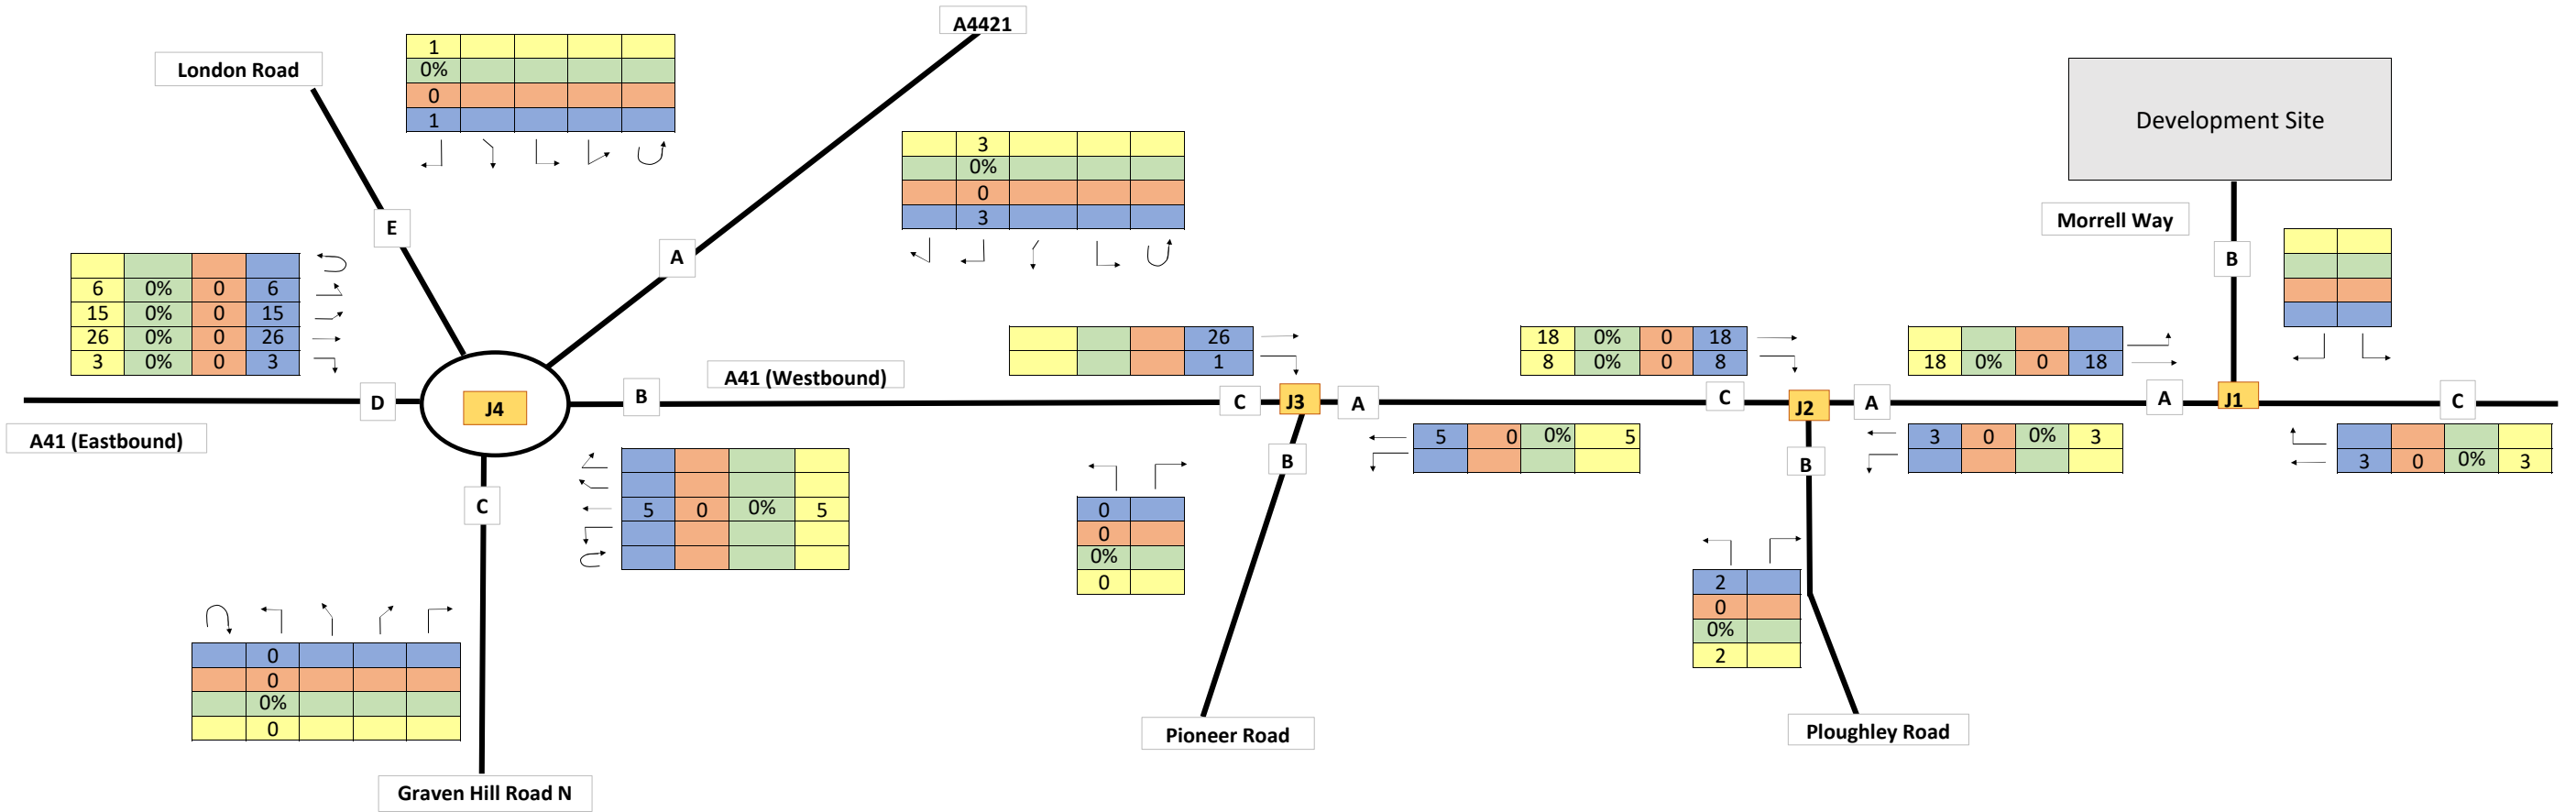 A4421
London Road
1
0%
0
1
3
0%
0
3
Development Site
Morrell Way
E
A
B
6 0% 0 6
15 0% 0 15
26 0% 0 26
3 0% 0 3
26
1
18 0% 0 18
8 0% 0 8
18 0% 0 18
A41 (Westbound)
D
J4
B
C
J3
A
C
J2
A
A
J1
C
A41 (Eastbound)
5 0 0% 5
3 0 0% 3
3 0 0% 3
B
B
C
5 0 0% 5
0
0
0%
0
2
0
0%
2
0
0
0%
0
Pioneer Road
Ploughley Road
Graven Hill Road N